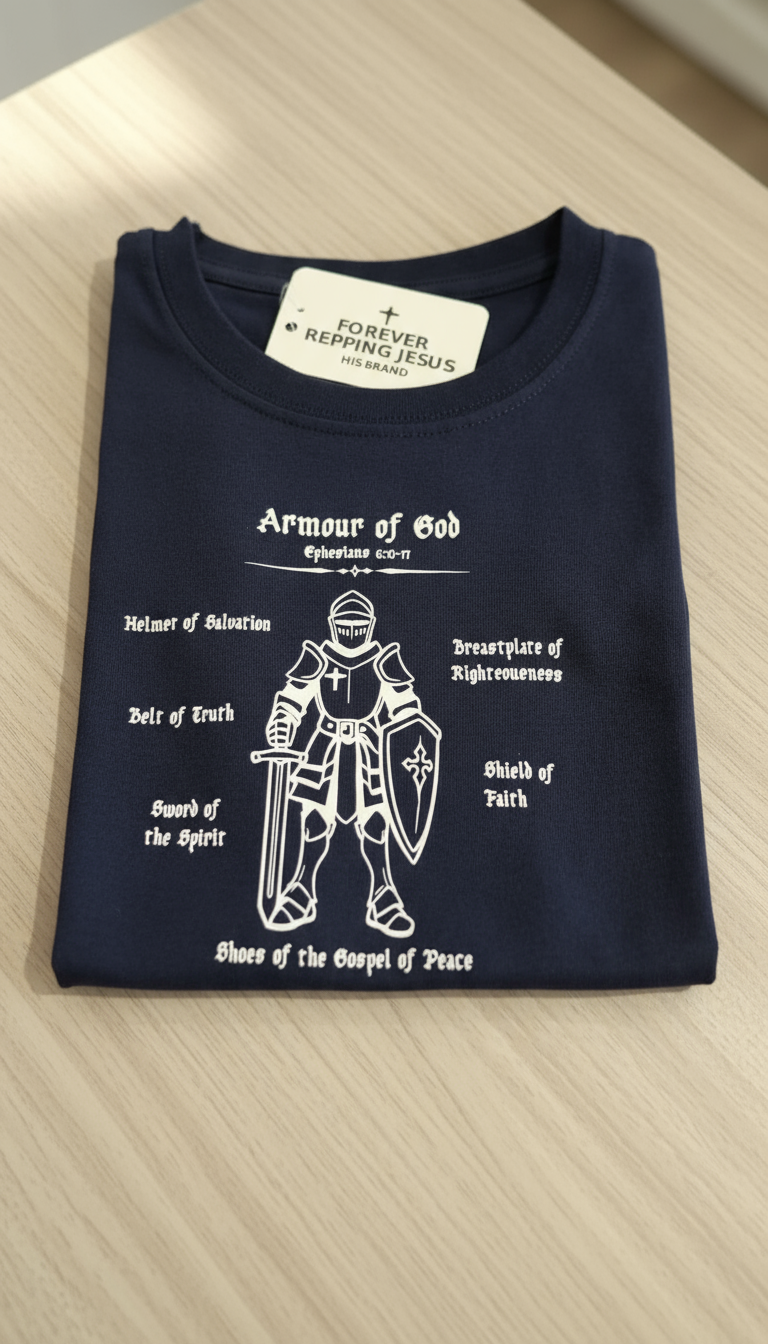 FOREVER
REPPING JESUS
HIS BRAND
Armour of God
Ephesians 6:10-17
Helmet of Salvation
Breastplate of
Righteoueness
Belt of Truth
Shield of
Faith
Sword of
the Spirit
Shoes of the Gospel of Peace